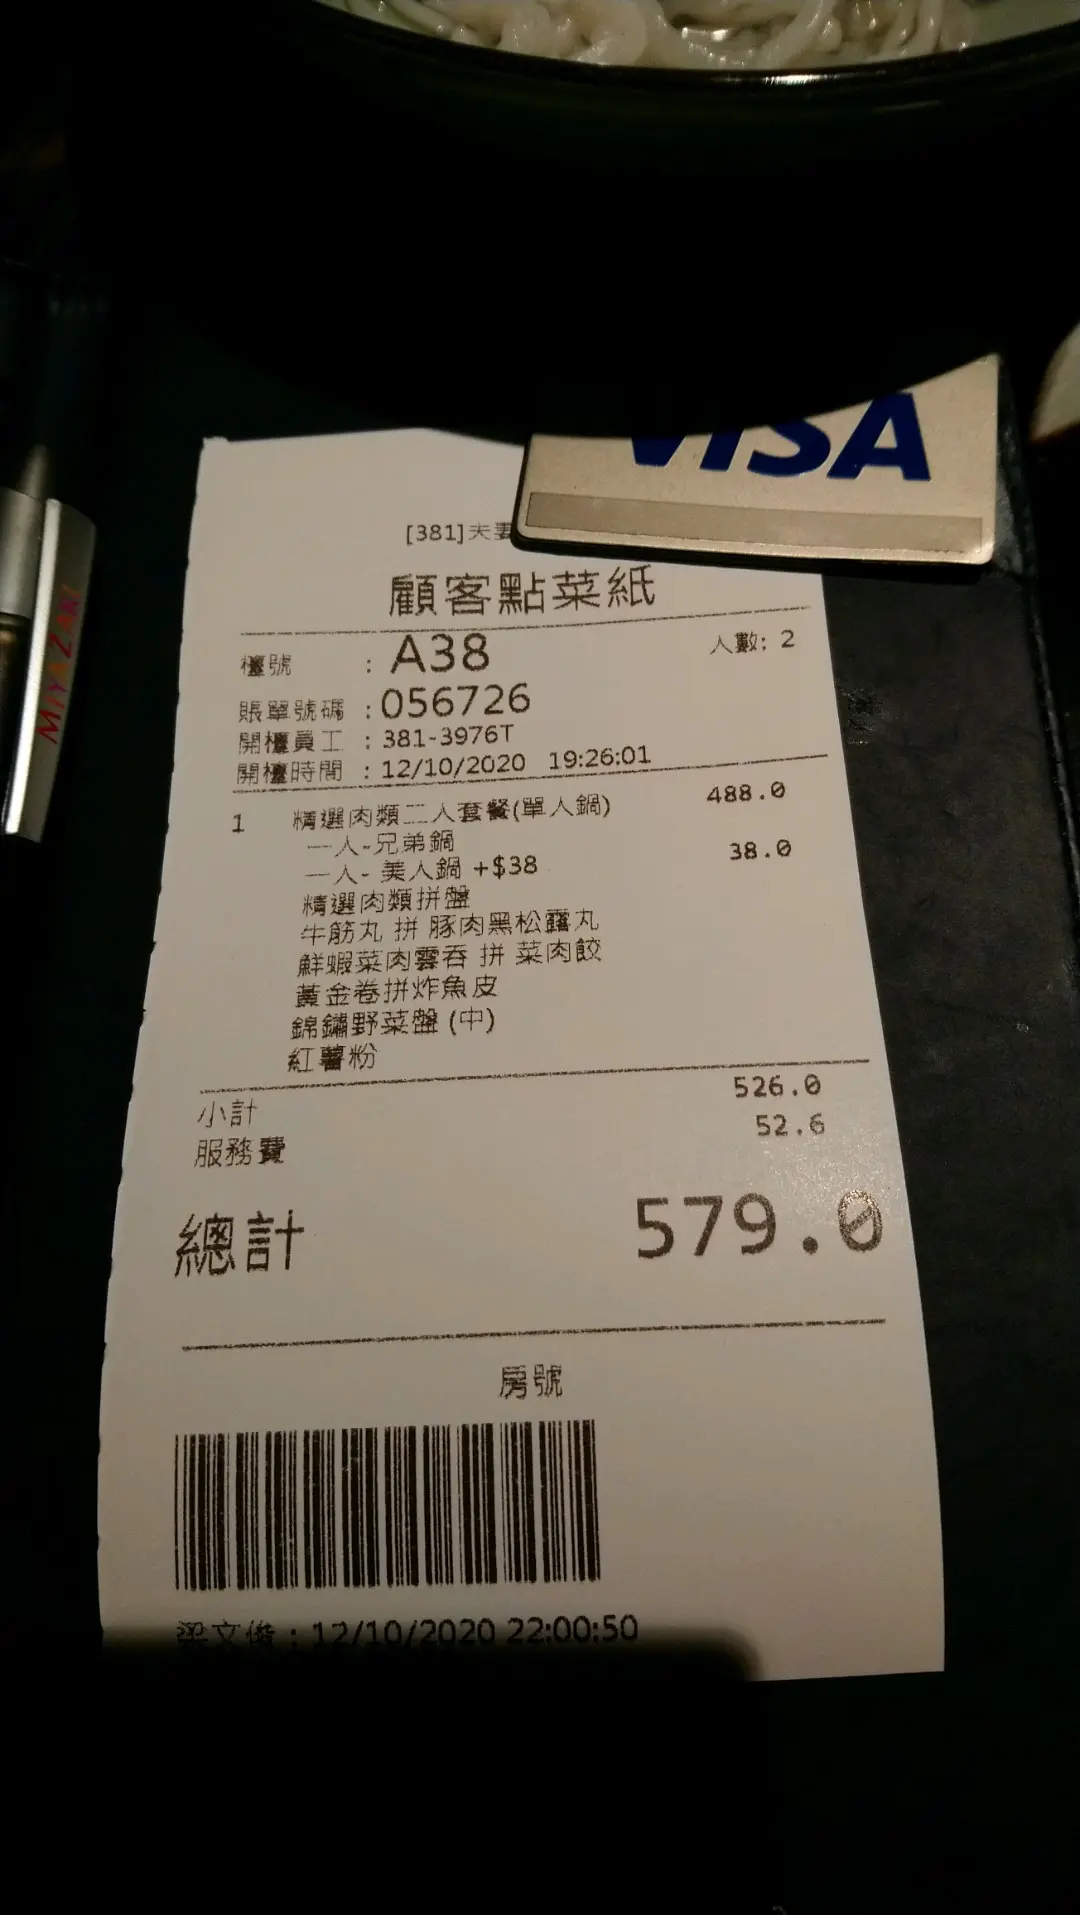 VISA
MIYAZAKI
[381]夫妻
顧客點菜紙
檯號 : A38 人數: 2
賬單號碼 : 056726
開檯員工 : 381-3976T
開檯時間 : 12/10/2020 19:26:01
1 精選肉類二人套餐(單人鍋) 488.0
一人-兄弟鍋
一人- 美人鍋 +$38 38.0
精選肉類拼盤
牛筋丸 拼 豚肉黑松露丸
鮮蝦菜肉雲吞 拼 菜肉餃
黃金卷拼炸魚皮
錦鏽野菜盤 (中)
紅薯粉
小計 526.0
服務費 52.6
總計 579.0
房號
梁文俊 : 12/10/2020 22:00:50